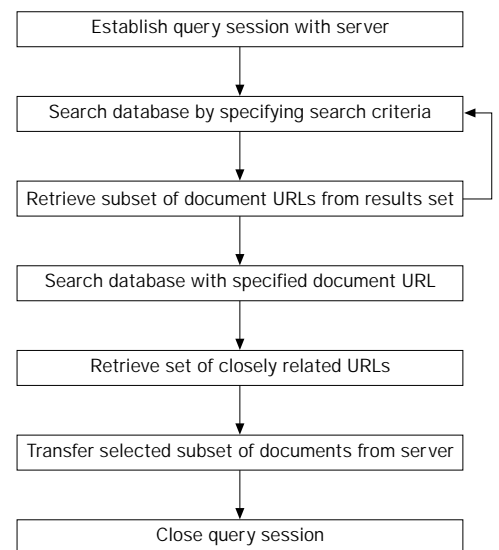 Establish query session with server
Search database by specifying search criteria
Retrieve subset of document URLs from results set
Search database with specified document URL
Retrieve set of closely related URLs
Transfer selected subset of documents from server
Close query session